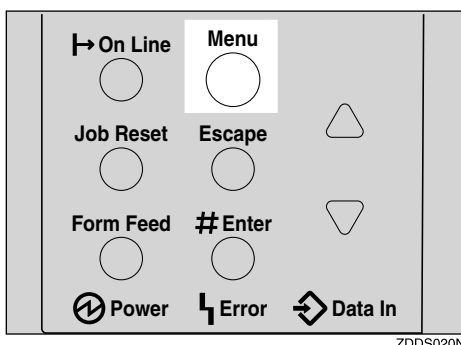 On Line Menu
Job Reset Escape
Form Feed # Enter
Power Error Data In
ZDDS020N